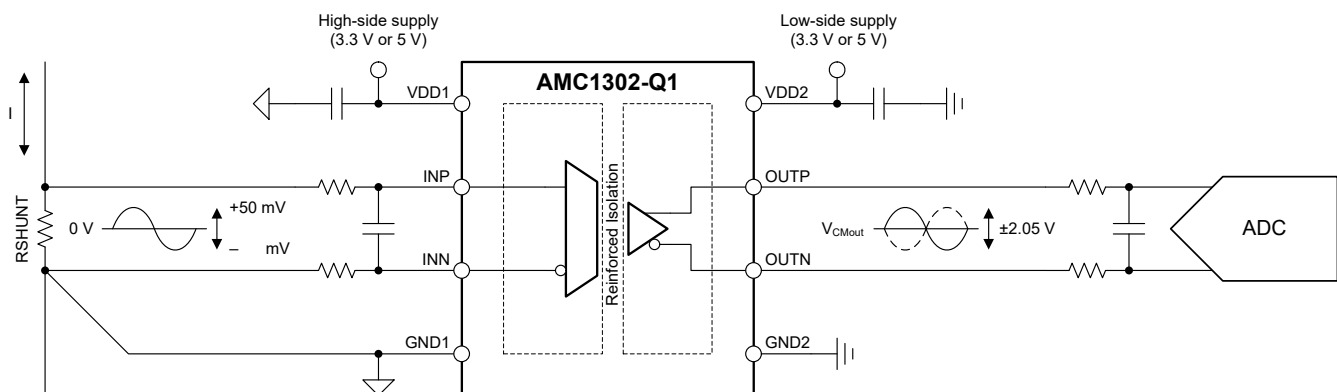 High-side supply
(3.3 V or 5 V)
Low-side supply
(3.3 V or 5 V)
AMC1302-Q1
VDD1
VDD2
I
INP
OUTP
RSHUNT
0 V
+50 mV
– mV
Reinforced Isolation
VCMout
±2.05 V
ADC
INN
OUTN
GND1
GND2